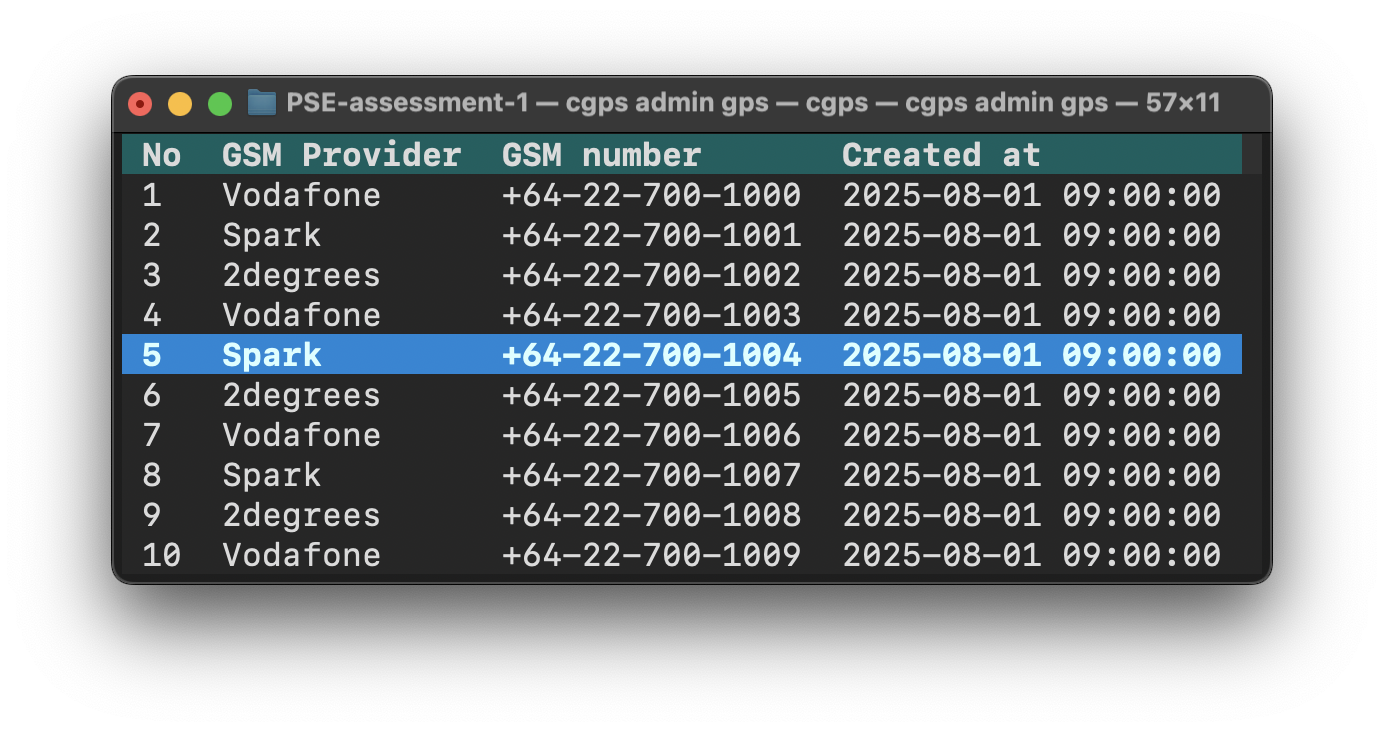 PSE-assessment-1 — cgps admin gps — cgps — cgps admin gps — 57×11
No GSM Provider GSM number Created at
1 Vodafone +64-22-700-1000 2025-08-01 09:00:00
2 Spark +64-22-700-1001 2025-08-01 09:00:00
3 2degrees +64-22-700-1002 2025-08-01 09:00:00
4 Vodafone +64-22-700-1003 2025-08-01 09:00:00
5 Spark +64-22-700-1004 2025-08-01 09:00:00
6 2degrees +64-22-700-1005 2025-08-01 09:00:00
7 Vodafone +64-22-700-1006 2025-08-01 09:00:00
8 Spark +64-22-700-1007 2025-08-01 09:00:00
9 2degrees +64-22-700-1008 2025-08-01 09:00:00
10 Vodafone +64-22-700-1009 2025-08-01 09:00:00